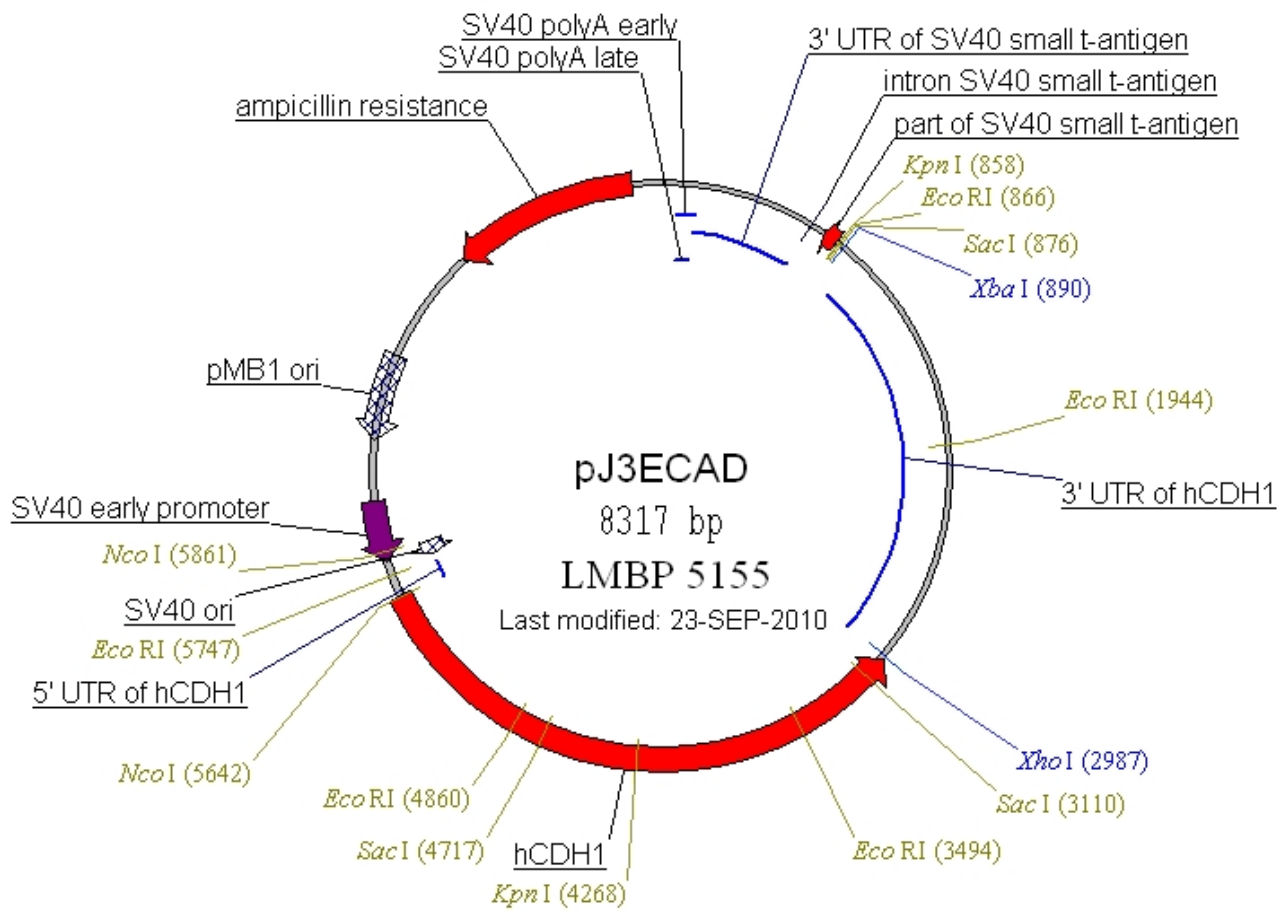 SV40 polyA early
SV40 polyA late
3' UTR of SV40 small t-antigen
intron SV40 small t-antigen
part of SV40 small t-antigen
ampicillin resistance
Kpn I (858)
Eco RI (866)
Sac I (876)
Xba I (890)
pMB1 ori
Eco RI (1944)
3' UTR of hCDH1
pJ3ECAD
8317 bp
LMBP 5155
Last modified: 23-SEP-2010
SV40 early promoter
Nco I (5861)
SV40 ori
Eco RI (5747)
5' UTR of hCDH1
Nco I (5642)
Eco RI (4860)
Sac I (4717)
hCDH1
Kpn I (4268)
Eco RI (3494)
Sac I (3110)
Xho I (2987)